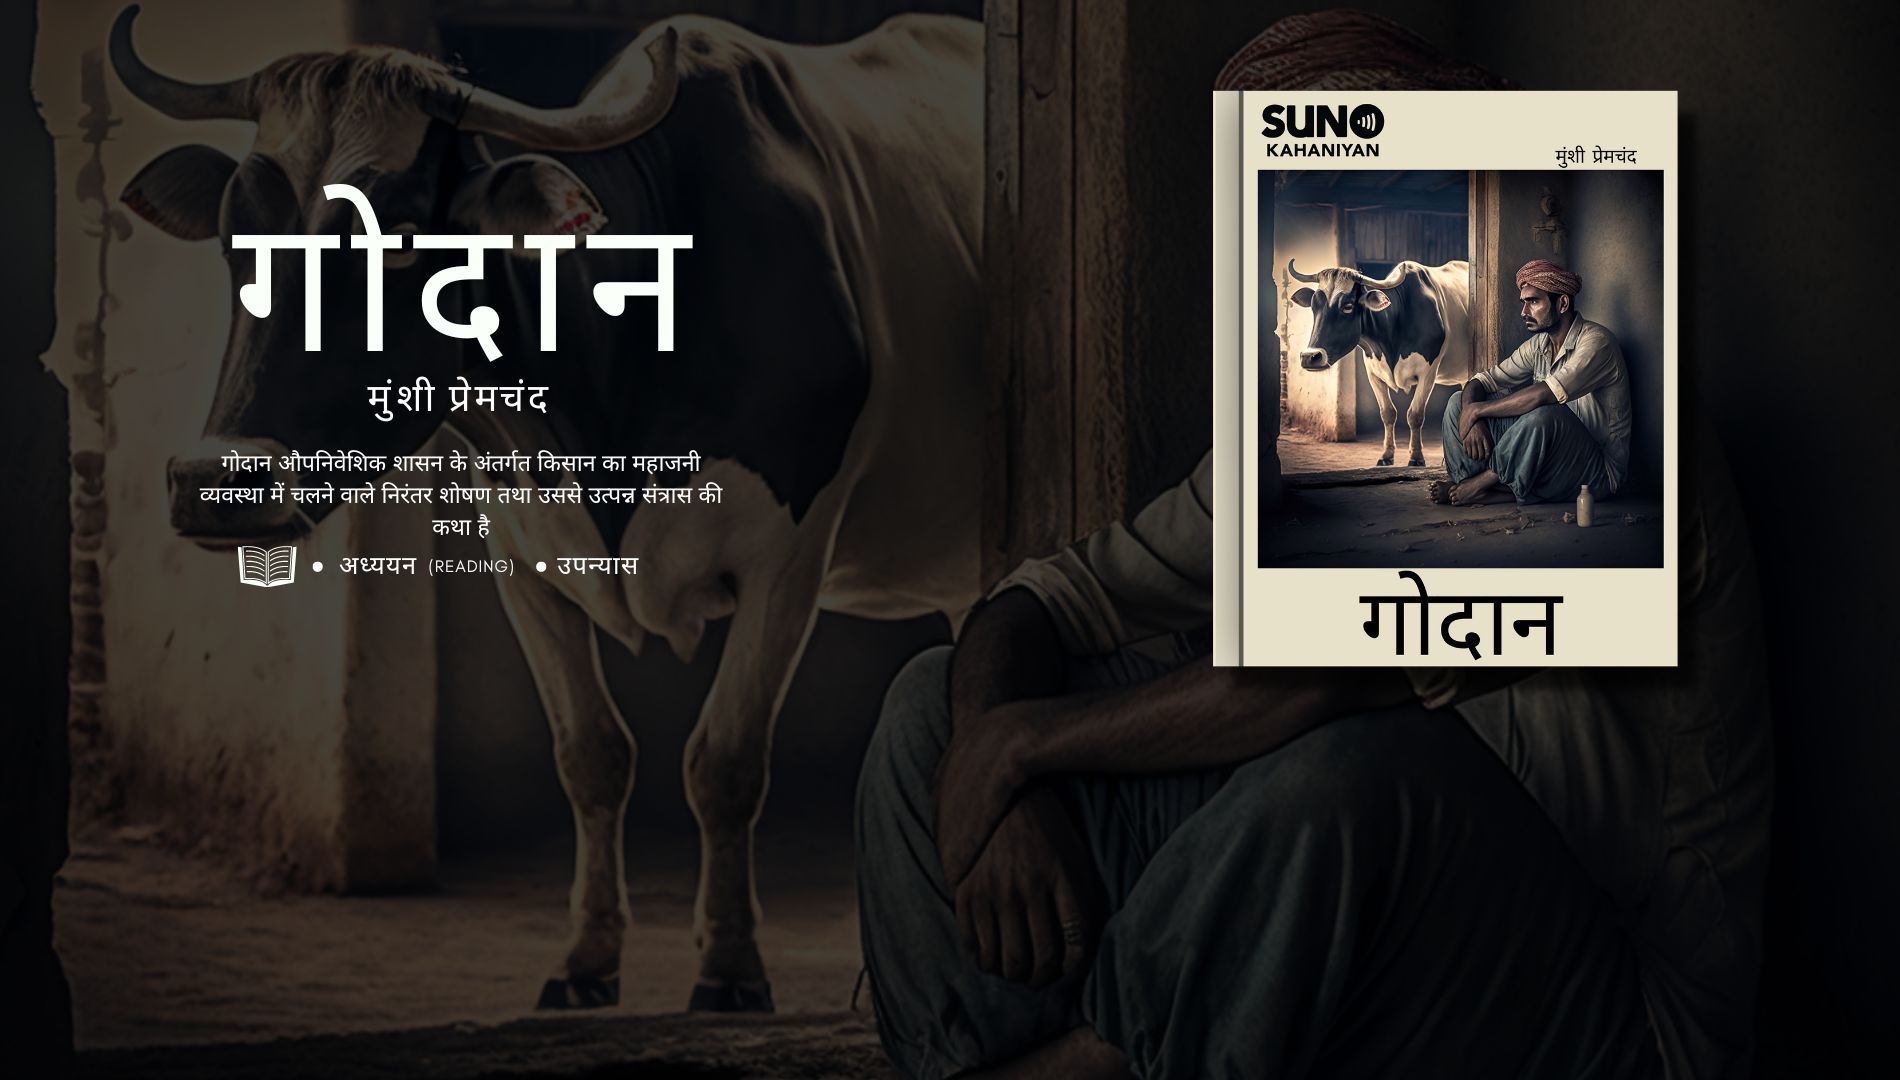 गोदान
मुंशी प्रेमचंद
गोदान औपनिवेशिक शासन के अंतर्गत किसान का महाजनी
व्यवस्था में चलने वाले निरंतर शोषण तथा उससे उत्पन्न संत्रास की
कथा है
• अध्ययन (READING) • उपन्यास
SUNO
KAHANIYAN
मुंशी प्रेमचंद
गोदान